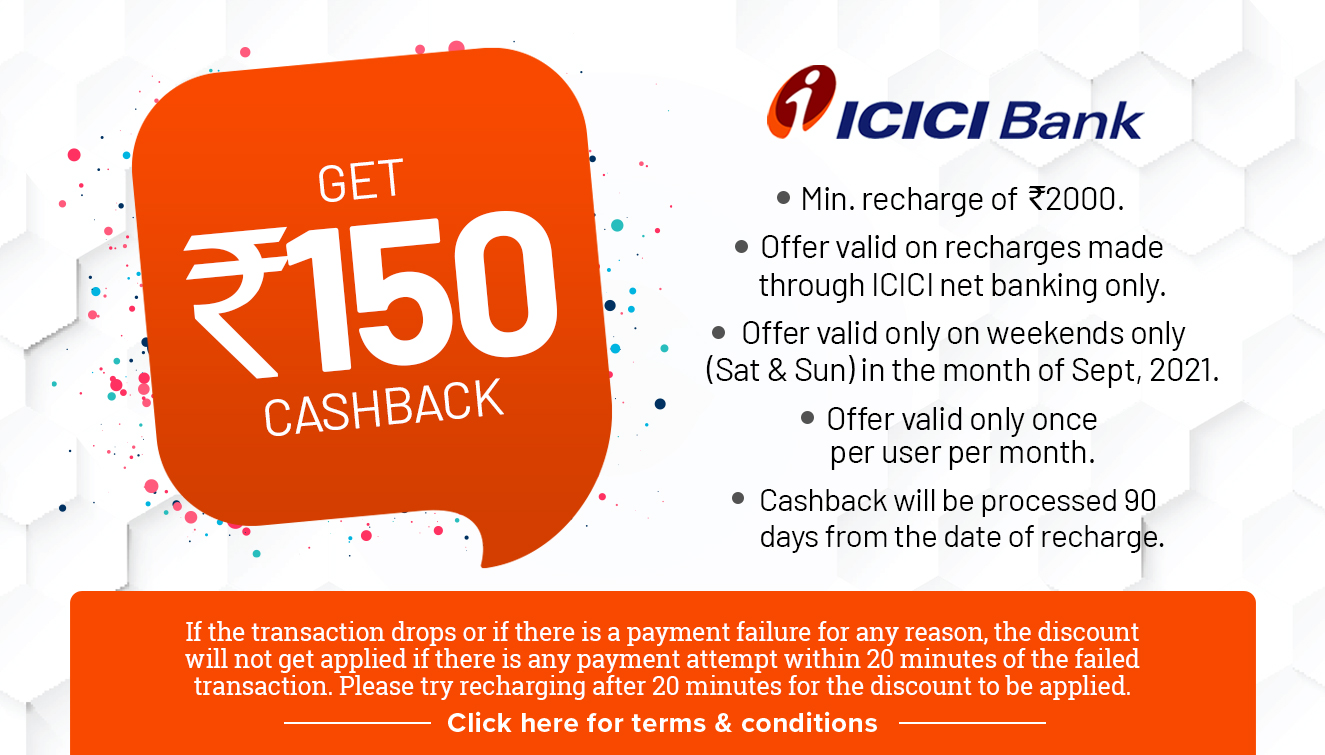 GET
₹150
CASHBACK
i ICICI Bank
• Min. recharge of ₹2000.
• Offer valid on recharges made
through ICICI net banking only.
• Offer valid only on weekends only
(Sat & Sun) in the month of Sept, 2021.
• Offer valid only once
per user per month.
• Cashback will be processed 90
days from the date of recharge.
If the transaction drops or if there is a payment failure for any reason, the discount
will not get applied if there is any payment attempt within 20 minutes of the failed
transaction. Please try recharging after 20 minutes for the discount to be applied.
Click here for terms & conditions